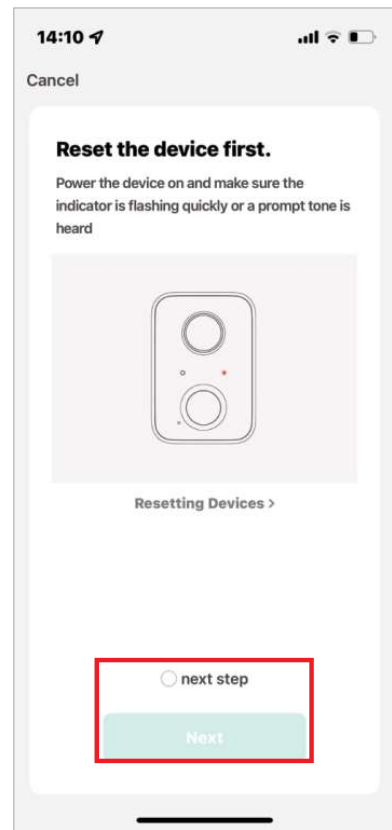 14:10
Cancel
Reset the device first.
Power the device on and make sure the
indicator is flashing quickly or a prompt tone is
heard
Resetting Devices >
next step
Next